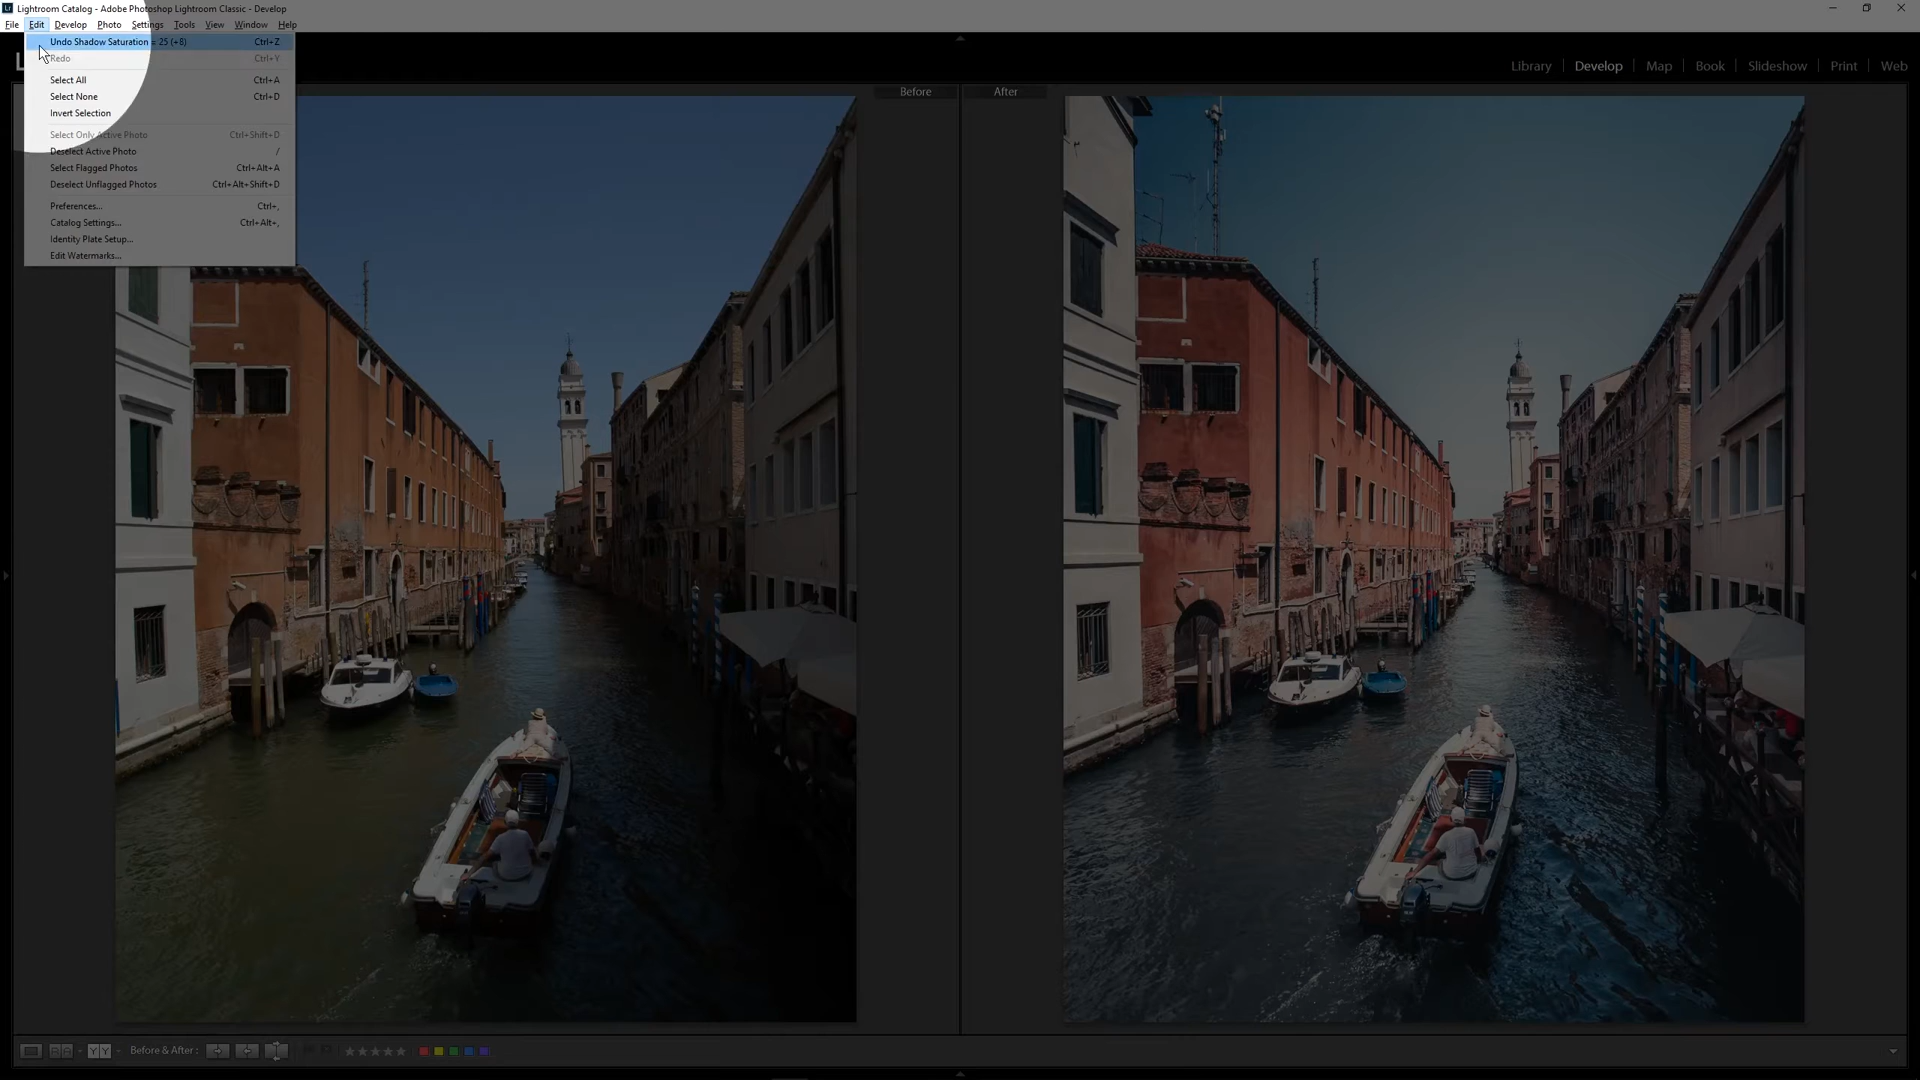 Lightroom Catalog - Adobe Photoshop Lightroom Classic - Develop
File Edit Develop Photo Settings Tools View Window Help
Undo Shadow Saturation = 25 (+8) Ctrl+Z
Redo Ctrl+Y
Select All Ctrl+A
Select None Ctrl+D
Invert Selection
Select Only Active Photo Ctrl+Shift+D
Deselect Active Photo /
Select Flagged Photos Ctrl+Alt+A
Deselect Unflagged Photos Ctrl+Alt+Shift+D
Preferences... Ctrl+,
Catalog Settings... Ctrl+Alt+,
Identity Plate Setup...
Edit Watermarks...
Library Develop Map Book Slideshow Print Web
Before After
Before & After :